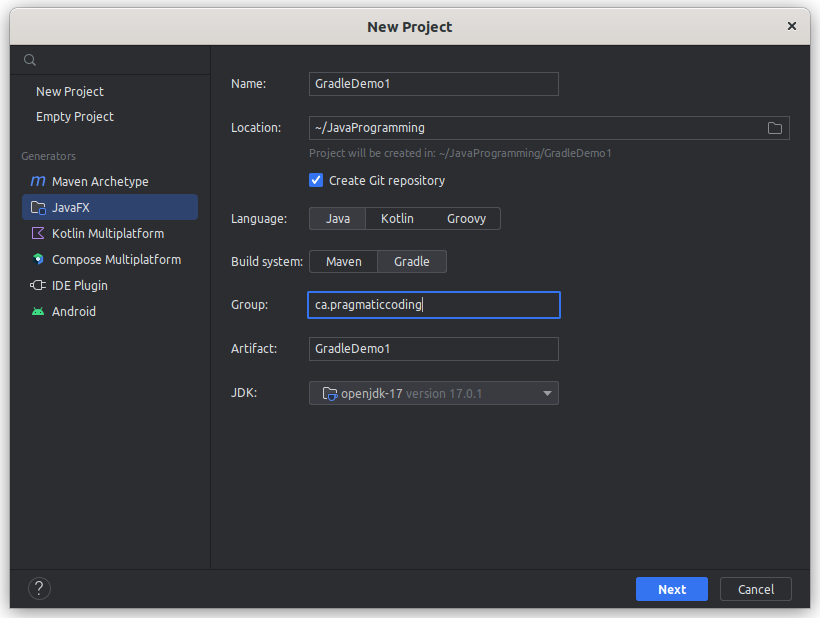 New Project
New Project
Empty Project
Generators
Maven Archetype
JavaFX
Kotlin Multiplatform
Compose Multiplatform
IDE Plugin
Android
Name: GradleDemo1
Location: ~/JavaProgramming
Project will be created in: ~/JavaProgramming/GradleDemo1
Create Git repository
Language: Java Kotlin Groovy
Build system: Maven Gradle
Group: ca.pragmaticcoding
Artifact: GradleDemo1
JDK: openjdk-17 version 17.0.1
? Next Cancel